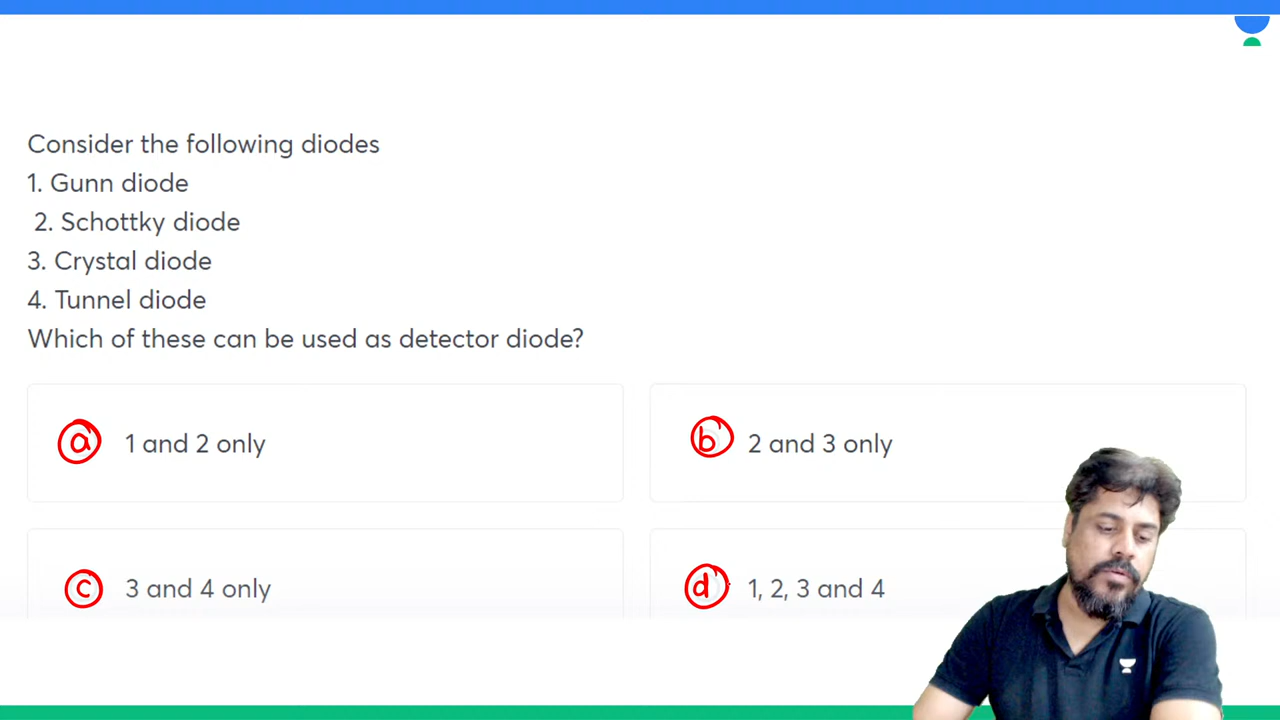 Consider the following diodes
1. Gunn diode
2. Schottky diode
3. Crystal diode
4. Tunnel diode
Which of these can be used as detector diode?
a 1 and 2 only
b 2 and 3 only
c 3 and 4 only
d 1, 2, 3 and 4